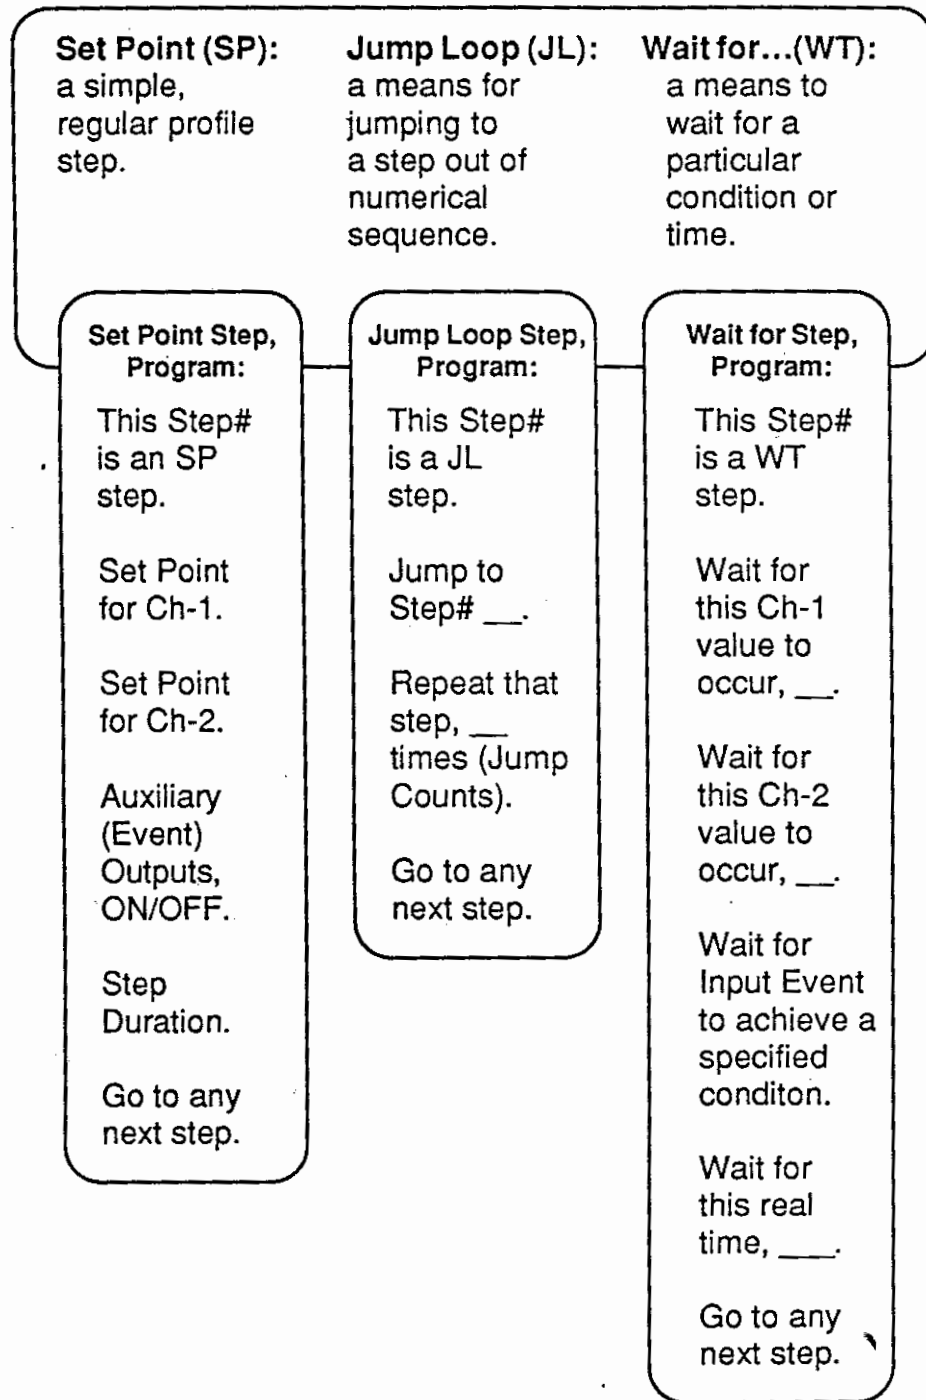 Set Point (SP):
a simple,
regular profile
step.
Jump Loop (JL):
a means for
jumping to
a step out of
numerical
sequence.
Wait for...(WT):
a means to
wait for a
particular
condition or
time.
Set Point Step,
Program:
This Step#
is an SP
step.
Set Point
for Ch-1.
Set Point
for Ch-2.
Auxiliary
(Event)
Outputs,
ON/OFF.
Step
Duration.
Go to any
next step.
Jump Loop Step,
Program:
This Step#
is a JL
step.
Jump to
Step# __.
Repeat that
step, __
times (Jump
Counts).
Go to any
next step.
Wait for Step,
Program:
This Step#
is a WT
step.
Wait for
this Ch-1
value to
occur, __.
Wait for
this Ch-2
value to
occur, __.
Wait for
Input Event
to achieve a
specified
conditon.
Wait for
this real
time, ___.
Go to any
next step.